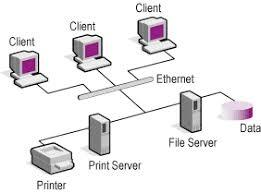 Client
Client
Client
Ethernet
File Server
Data
Print Server
Printer